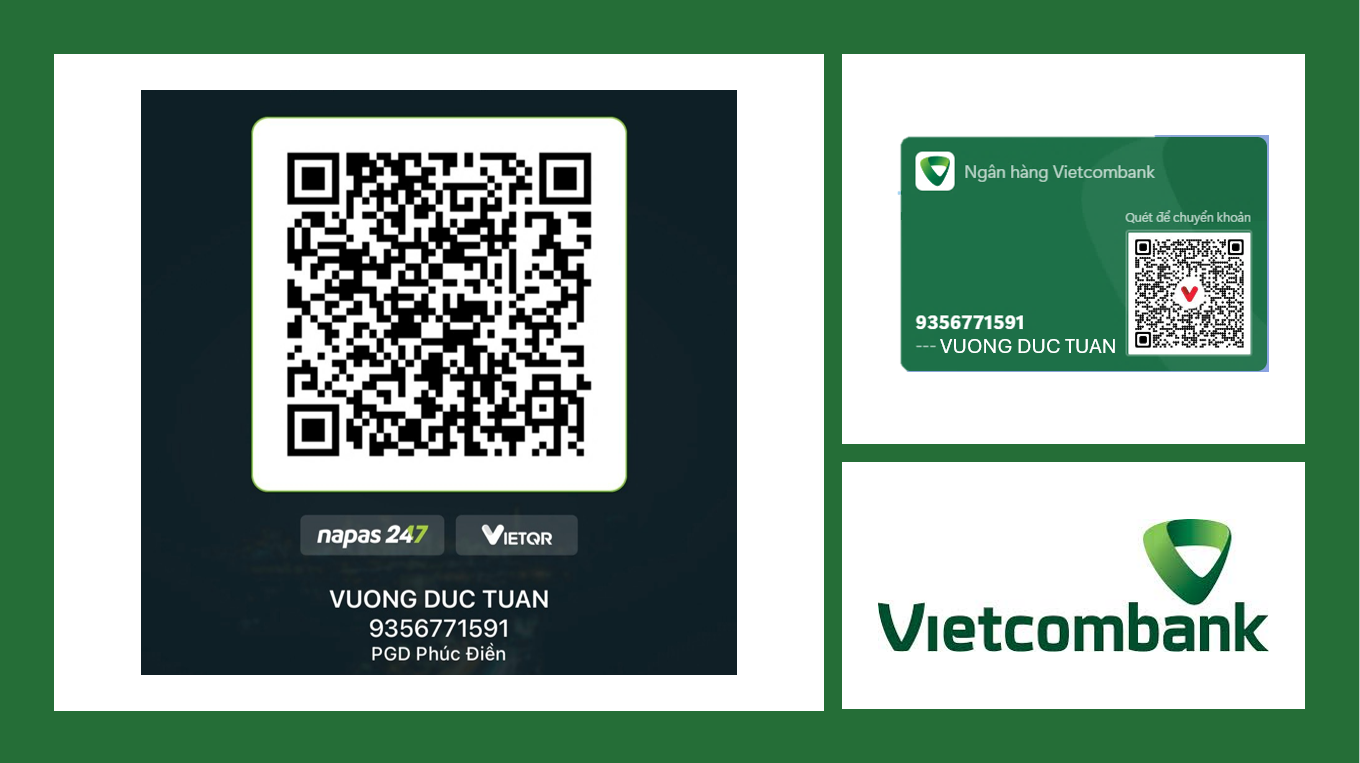 napas 247
VIETQR
VUONG DUC TUAN
9356771591
PGD Phúc Điền
Ngân hàng Vietcombank
Quét để chuyển khoản
9356771591
--- VUONG DUC TUAN
Vietcombank